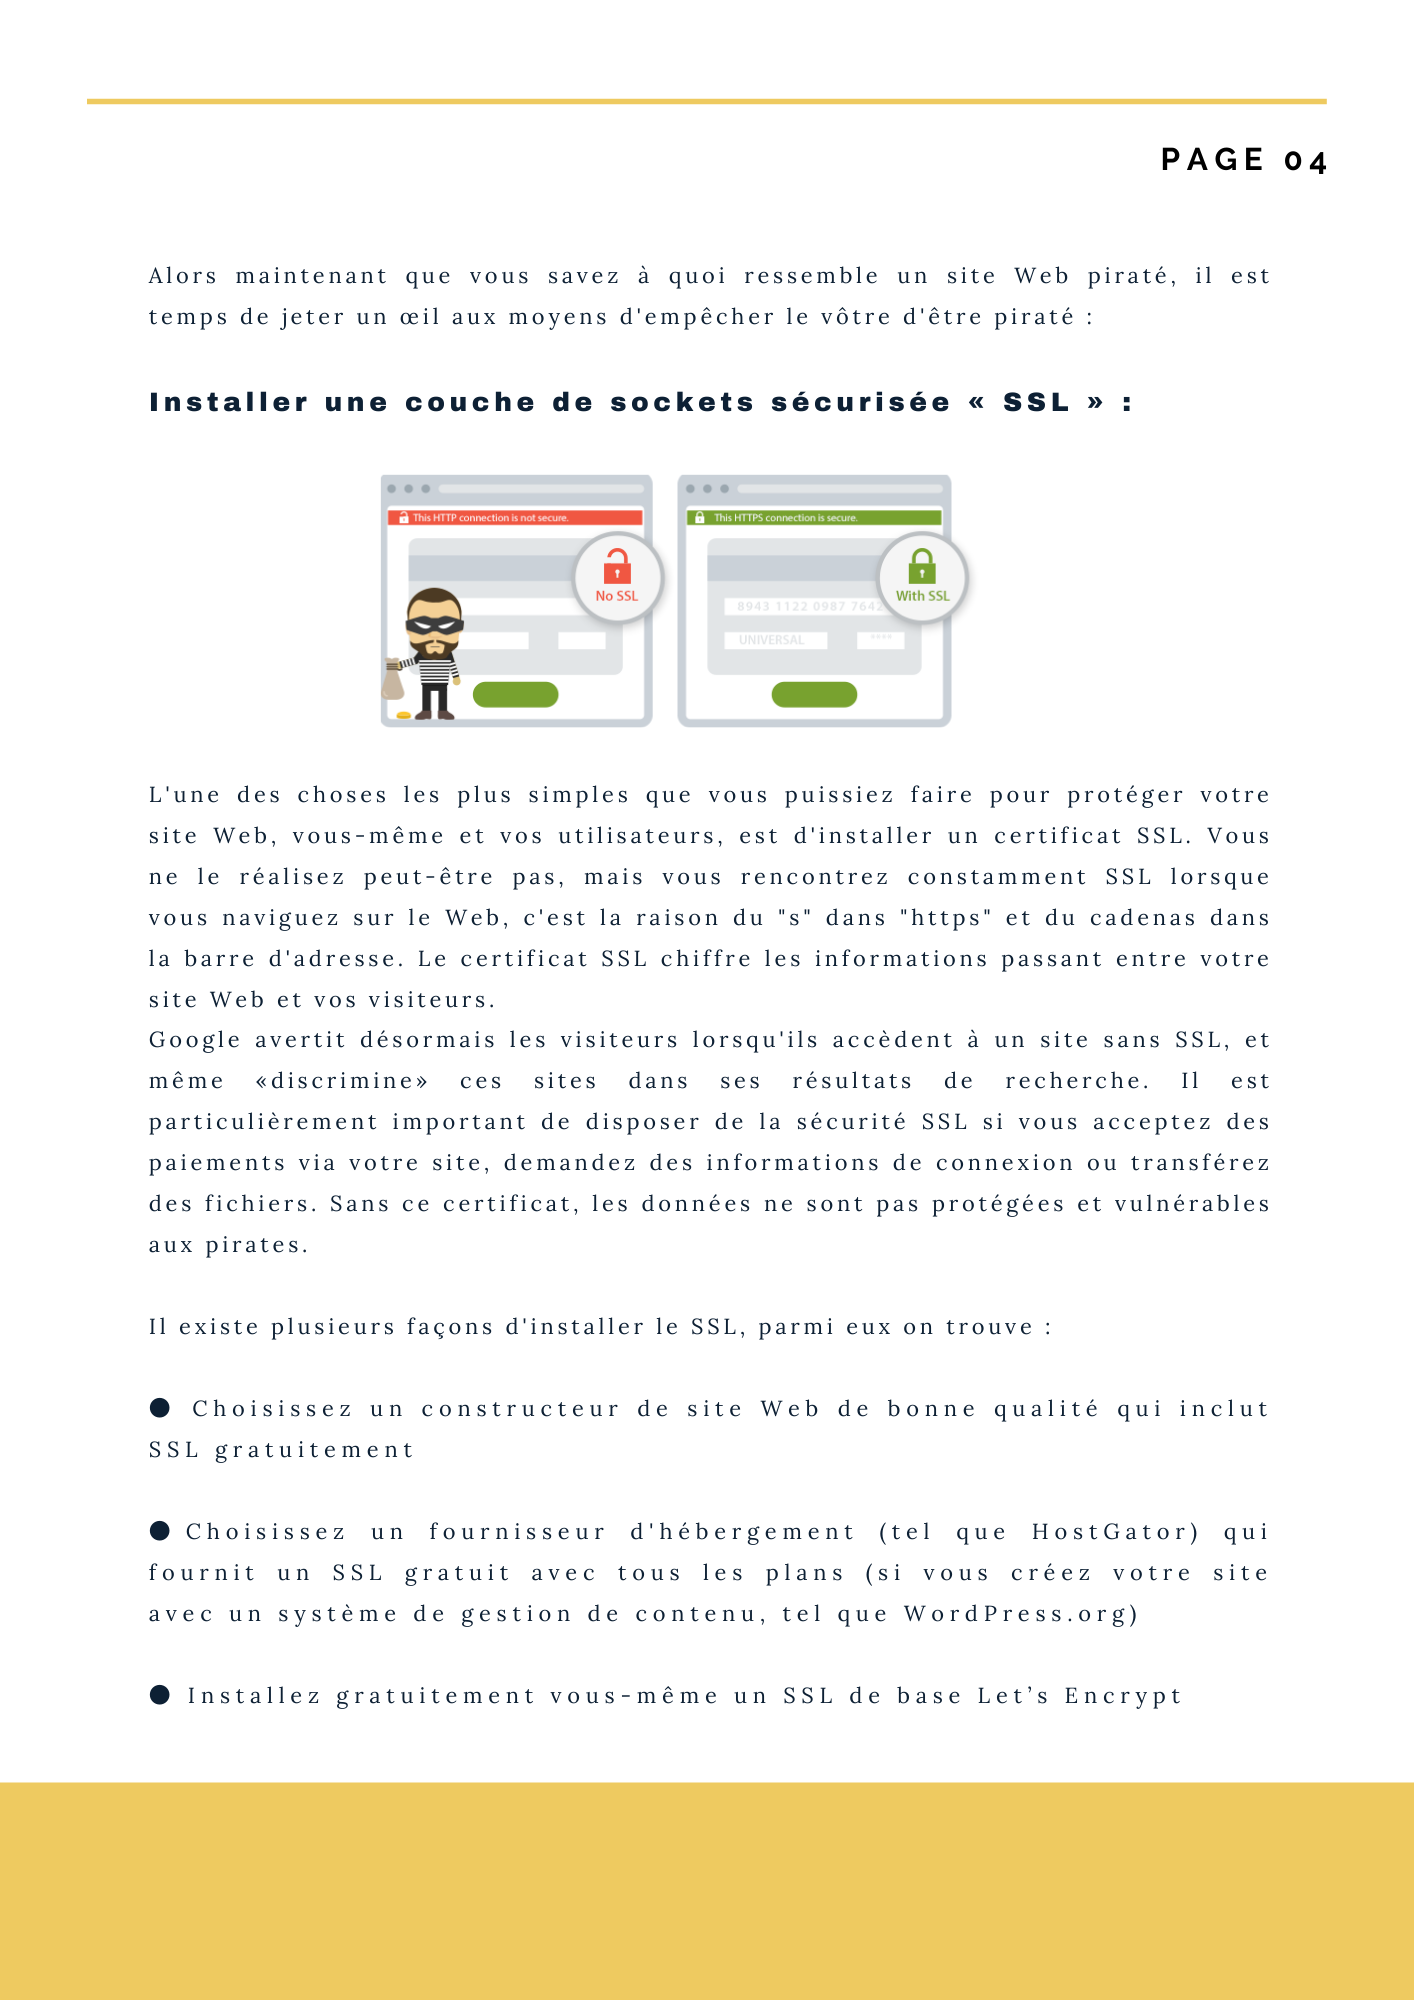 PAGE 04
Alors maintenant que vous savez à quoi ressemble un site Web piraté, il est
temps de jeter un œil aux moyens d'empêcher le vôtre d'être piraté :
Installer une couche de sockets sécurisée « SSL » :
This HTTP connection is not secure.
No SSL
This HTTPS connection is secure.
With SSL
8943 1122 0987 7642
UNIVERSAL
****
L'une des choses les plus simples que vous puissiez faire pour protéger votre
site Web, vous-même et vos utilisateurs, est d'installer un certificat SSL. Vous
ne le réalisez peut-être pas, mais vous rencontrez constamment SSL lorsque
vous naviguez sur le Web, c'est la raison du "s" dans "https" et du cadenas dans
la barre d'adresse. Le certificat SSL chiffre les informations passant entre votre
site Web et vos visiteurs.
Google avertit désormais les visiteurs lorsqu'ils accèdent à un site sans SSL, et
même «discrimine» ces sites dans ses résultats de recherche. Il est
particulièrement important de disposer de la sécurité SSL si vous acceptez des
paiements via votre site, demandez des informations de connexion ou transférez
des fichiers. Sans ce certificat, les données ne sont pas protégées et vulnérables
aux pirates.
Il existe plusieurs façons d'installer le SSL, parmi eux on trouve :
● Choisissez un constructeur de site Web de bonne qualité qui inclut
SSL gratuitement
● Choisissez un fournisseur d'hébergement (tel que HostGator) qui
fournit un SSL gratuit avec tous les plans (si vous créez votre site
avec un système de gestion de contenu, tel que WordPress.org)
● Installez gratuitement vous-même un SSL de base Let’s Encrypt